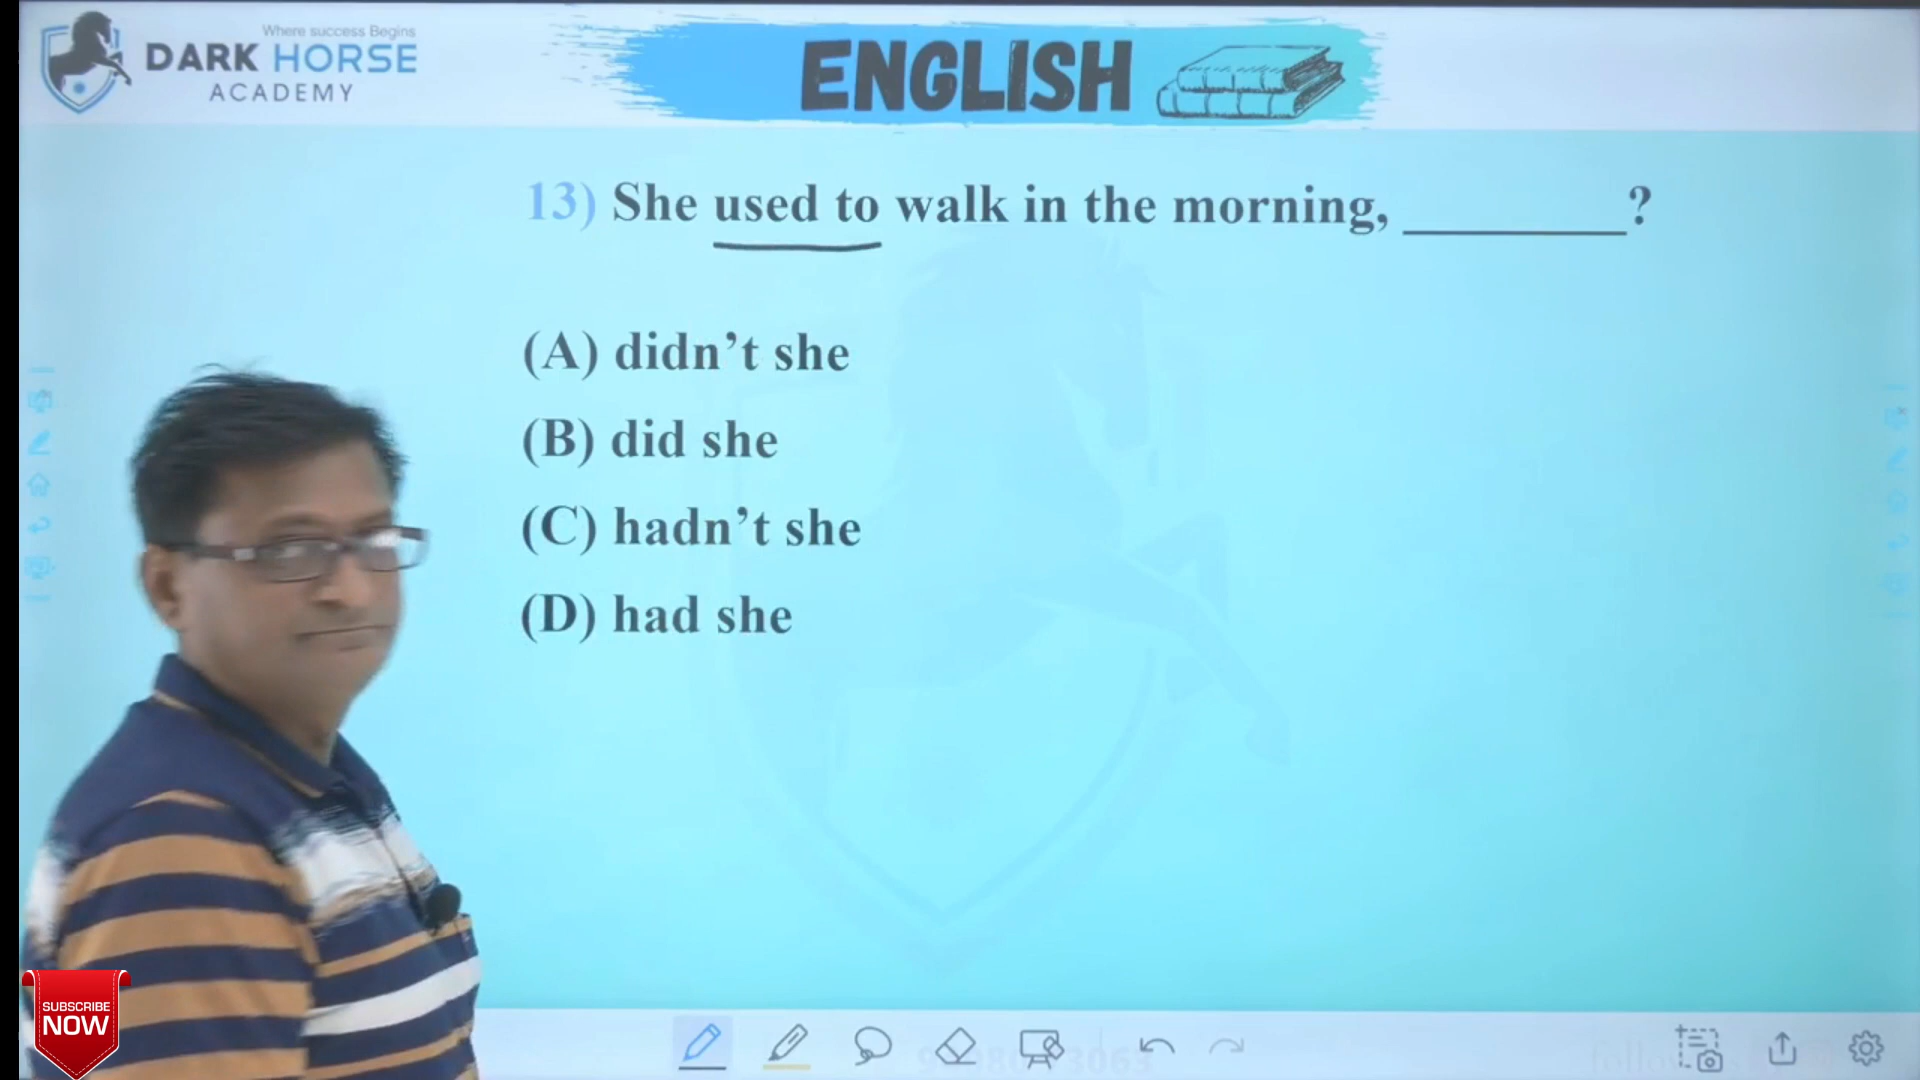 Where success Begins
DARK HORSE
ACADEMY
ENGLISH
13) She used to walk in the morning, ________?
(A) didn’t she
(B) did she
(C) hadn’t she
(D) had she
SUBSCRIBE
NOW